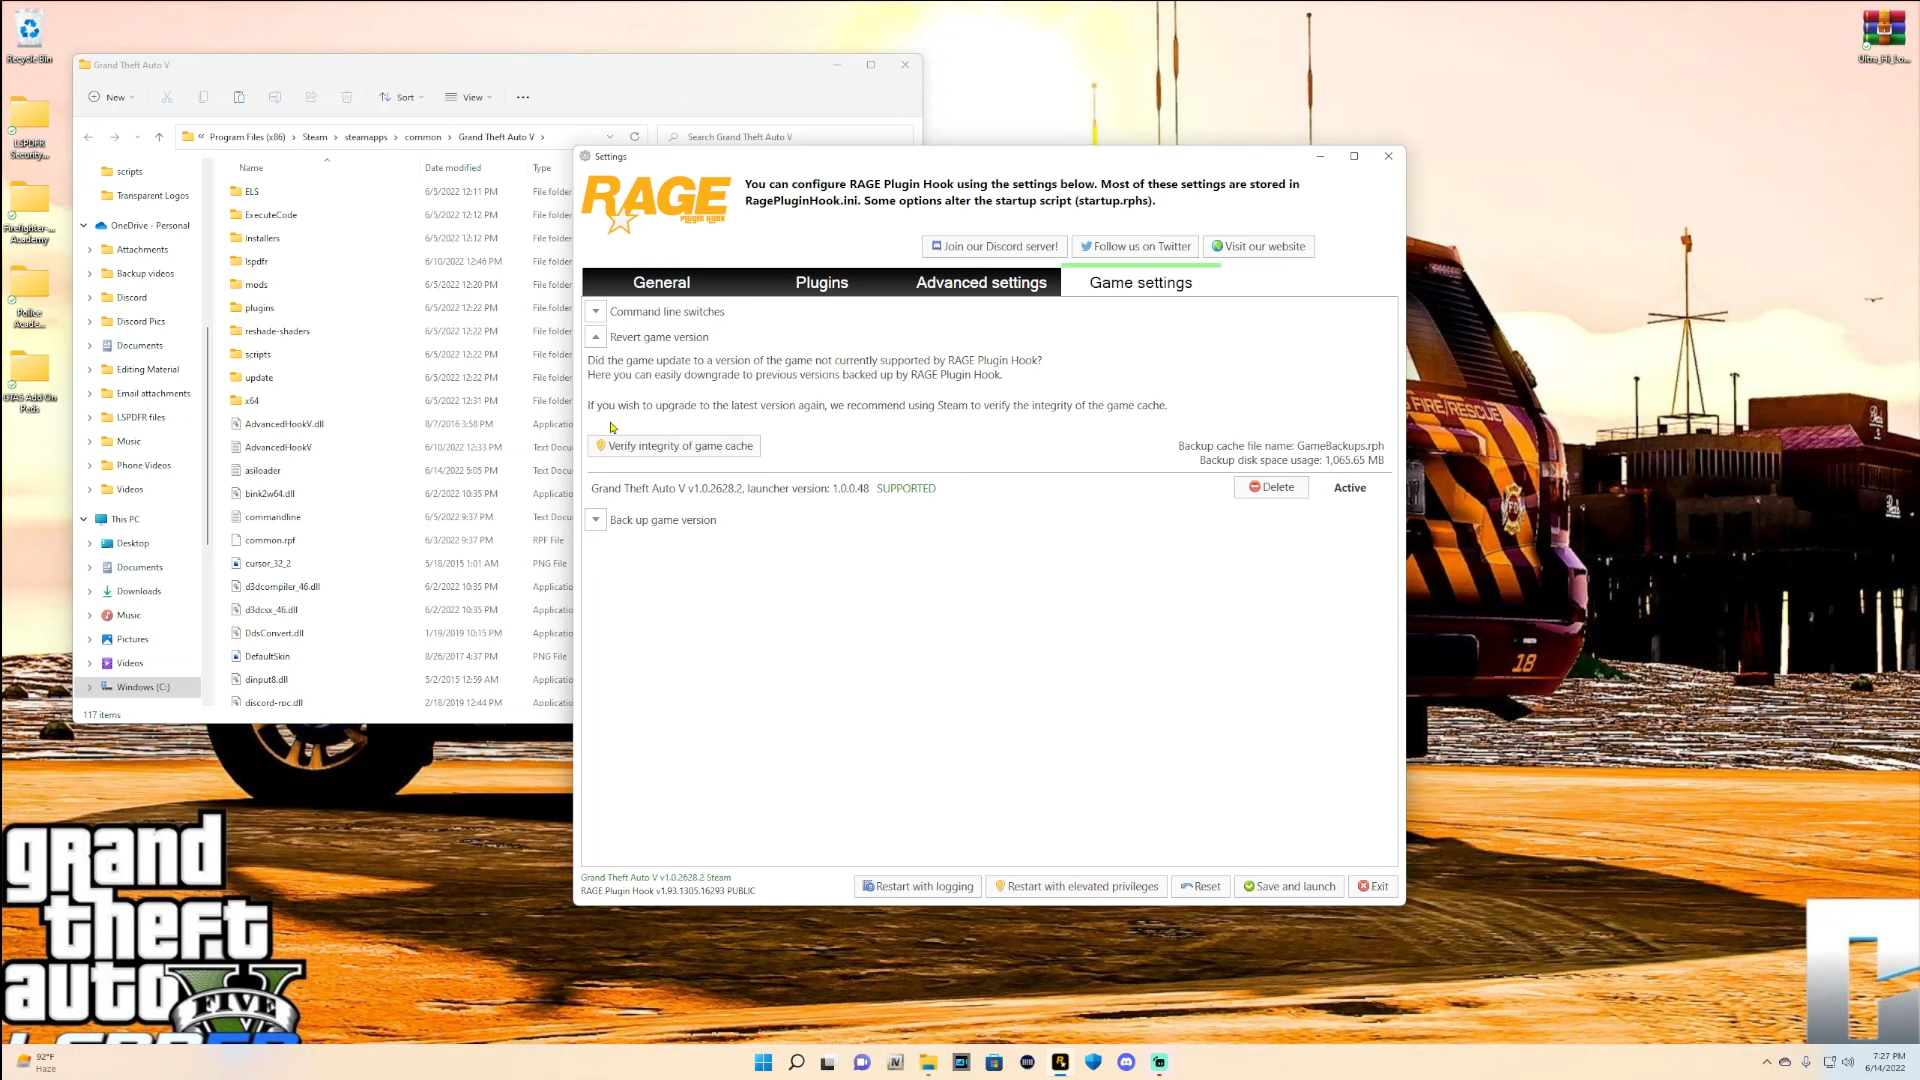 Recycle Bin
LSPDFR
Security...
Firefighter-...
Academy
Police
Acade...
GTA5 Add On
Peds
Ultra_Hi_Lo...
Grand Theft Auto V
New
Sort
View
« Program Files (x86) > Steam > steamapps > common > Grand Theft Auto V >
Search Grand Theft Auto V
scripts
Transparent Logos
OneDrive - Personal
Attachments
Backup videos
Discord
Discord Pics
Documents
Editing Material
Email attachments
LSPDFR files
Music
Phone Videos
Videos
This PC
Desktop
Documents
Downloads
Music
Pictures
Videos
Windows (C:)
117 items
Name Date modified Type
ELS 6/5/2022 12:11 PM File folder
ExecuteCode 6/5/2022 12:12 PM File folder
Installers 6/5/2022 12:12 PM File folder
lspdfr 6/10/2022 12:46 PM File folder
mods 6/5/2022 12:20 PM File folder
plugins 6/5/2022 12:22 PM File folder
reshade-shaders 6/5/2022 12:22 PM File folder
scripts 6/5/2022 12:22 PM File folder
update 6/5/2022 12:22 PM File folder
x64 6/5/2022 12:31 PM File folder
AdvancedHookV.dll 8/7/2016 3:58 PM Applicatio
AdvancedHookV 6/10/2022 12:33 PM Text Docu
asiloader 6/14/2022 5:05 PM Text Docu
bink2w64.dll 6/2/2022 10:35 PM Applicatio
commandline 6/5/2022 9:37 PM Text Docu
common.rpf 6/3/2022 9:37 PM RPF File
cursor_32_2 5/18/2015 1:01 AM PNG File
d3dcompiler_46.dll 6/2/2022 10:35 PM Applicatio
d3dcsx_46.dll 6/2/2022 10:35 PM Applicatio
DdsConvert.dll 1/19/2019 10:15 PM Applicatio
DefaultSkin 8/26/2017 4:37 PM PNG File
dinput8.dll 5/2/2015 12:59 AM Applicatio
discord-rpc.dll 2/18/2019 12:44 PM Applicatio
Settings
RAGE
PLUGIN HOOK
You can configure RAGE Plugin Hook using the settings below. Most of these settings are stored in
RagePluginHook.ini. Some options alter the startup script (startup.rphs).
Join our Discord server!
Follow us on Twitter
Visit our website
General
Plugins
Advanced settings
Game settings
Command line switches
Revert game version
Did the game update to a version of the game not currently supported by RAGE Plugin Hook?
Here you can easily downgrade to previous versions backed up by RAGE Plugin Hook.
If you wish to upgrade to the latest version again, we recommend using Steam to verify the integrity of the game cache.
Verify integrity of game cache
Backup cache file name: GameBackups.rph
Backup disk space usage: 1,065.65 MB
Grand Theft Auto V v1.0.2628.2, launcher version: 1.0.0.48 SUPPORTED
Delete
Active
Back up game version
Grand Theft Auto V v1.0.2628.2 Steam
RAGE Plugin Hook v1.93.1305.16293 PUBLIC
Restart with logging
Restart with elevated privileges
Reset
Save and launch
Exit
FIRE/RESCUE
FD
18
grand
theft
auto V
FIVE
92°F
Haze
IV
7:27 PM
6/14/2022